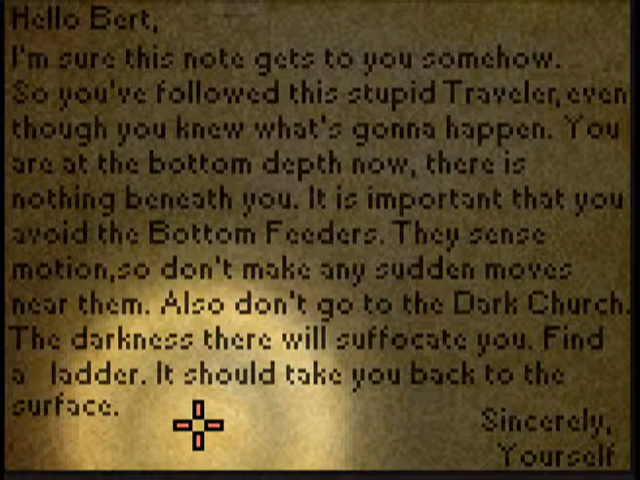 Hello Bert,
I'm sure this note gets to you somehow.
So you've followed this stupid Traveler, even
though you knew what's gonna happen. You
are at the bottom depth now, there is
nothing beneath you. It is important that you
avoid the Bottom Feeders. They sense
motion,so don't make any sudden moves
near them. Also don't go to the Dark Church.
The darkness there will suffocate you. Find
a ladder. It should take you back to the
surface.
Sincerely,
Yourself